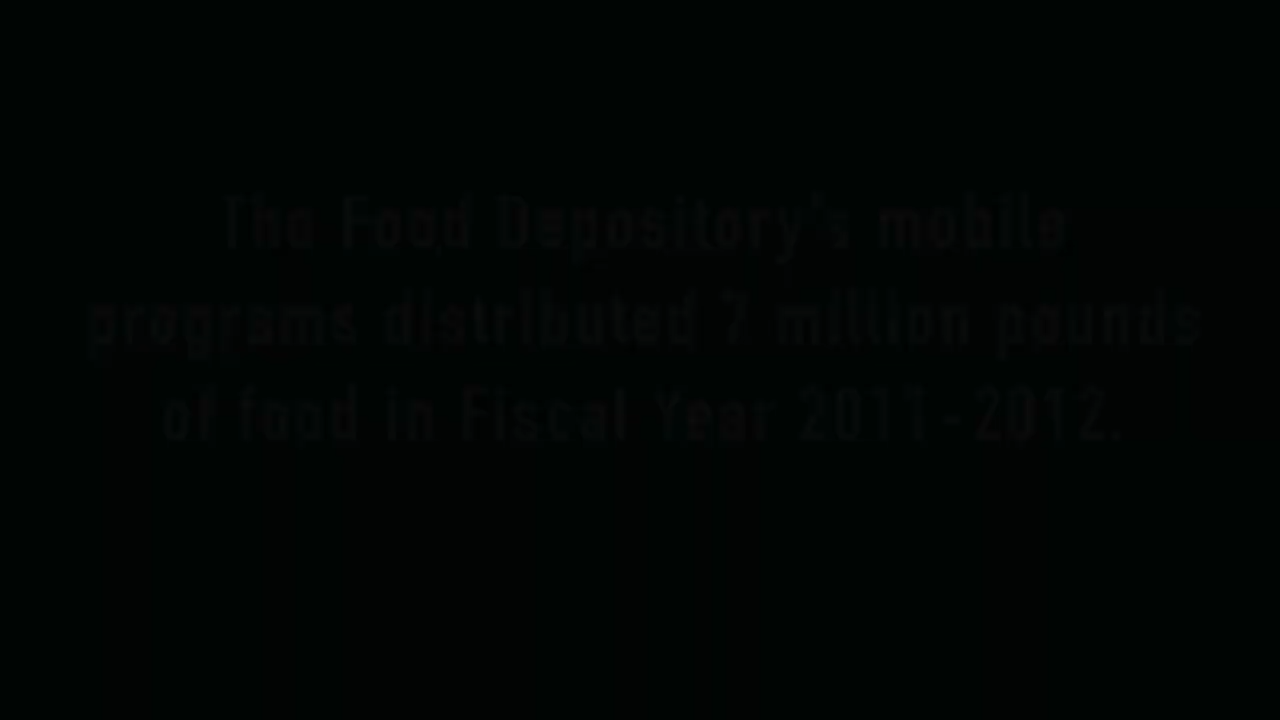 The Food Depository's mobile
programs distributed 7 million pounds
of food in Fiscal Year 2011-2012.